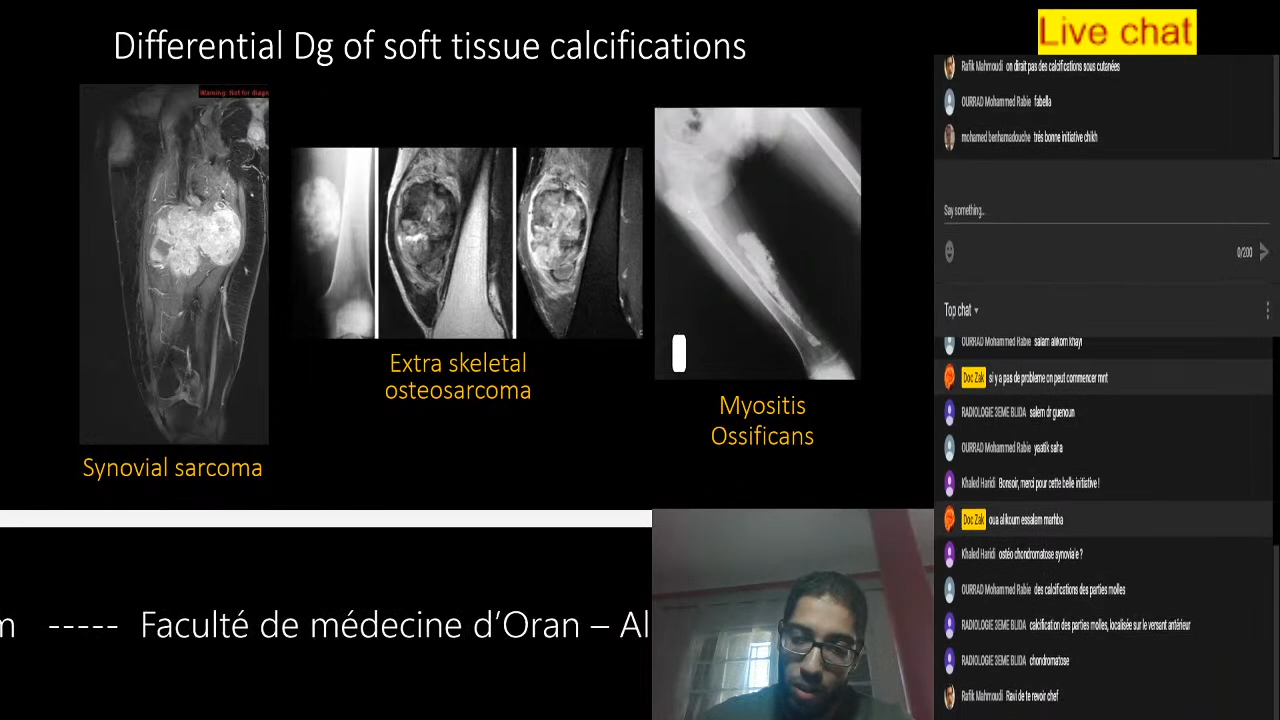 Differential Dg of soft tissue calcifications
Warning: Not for diagn
Synovial sarcoma
Extra skeletal
osteosarcoma
Myositis
Ossificans
m ----- Faculté de médecine d'Oran – Al
Live chat
Rafik Mahmoudi on dirait pas des calcifications sous cutanées
OURRAD Mohammed Rabie fabella
mohamed benhamadouche très bonne initiative chikh
Say something...
0/200
Top chat
OURRAD Mohammed Rabie salam alikom khayi
Doc Zak si y a pas de probleme on peut commencer mnt
RADIOLOGIE 3EME BLIDA salem dr guenoun
OURRAD Mohammed Rabie yaatik saha
Khaled Haridi Bonsoir, merci pour cette belle initiative !
Doc Zak oua alikoum essalam marhba
Khaled Haridi ostéo chondromatose synoviale ?
OURRAD Mohammed Rabie des calcifications des parties molles
RADIOLOGIE 3EME BLIDA calcification des parties molles, localisée sur le versant antérieur
RADIOLOGIE 3EME BLIDA chondromatose
Rafik Mahmoudi Ravi de te revoir chef